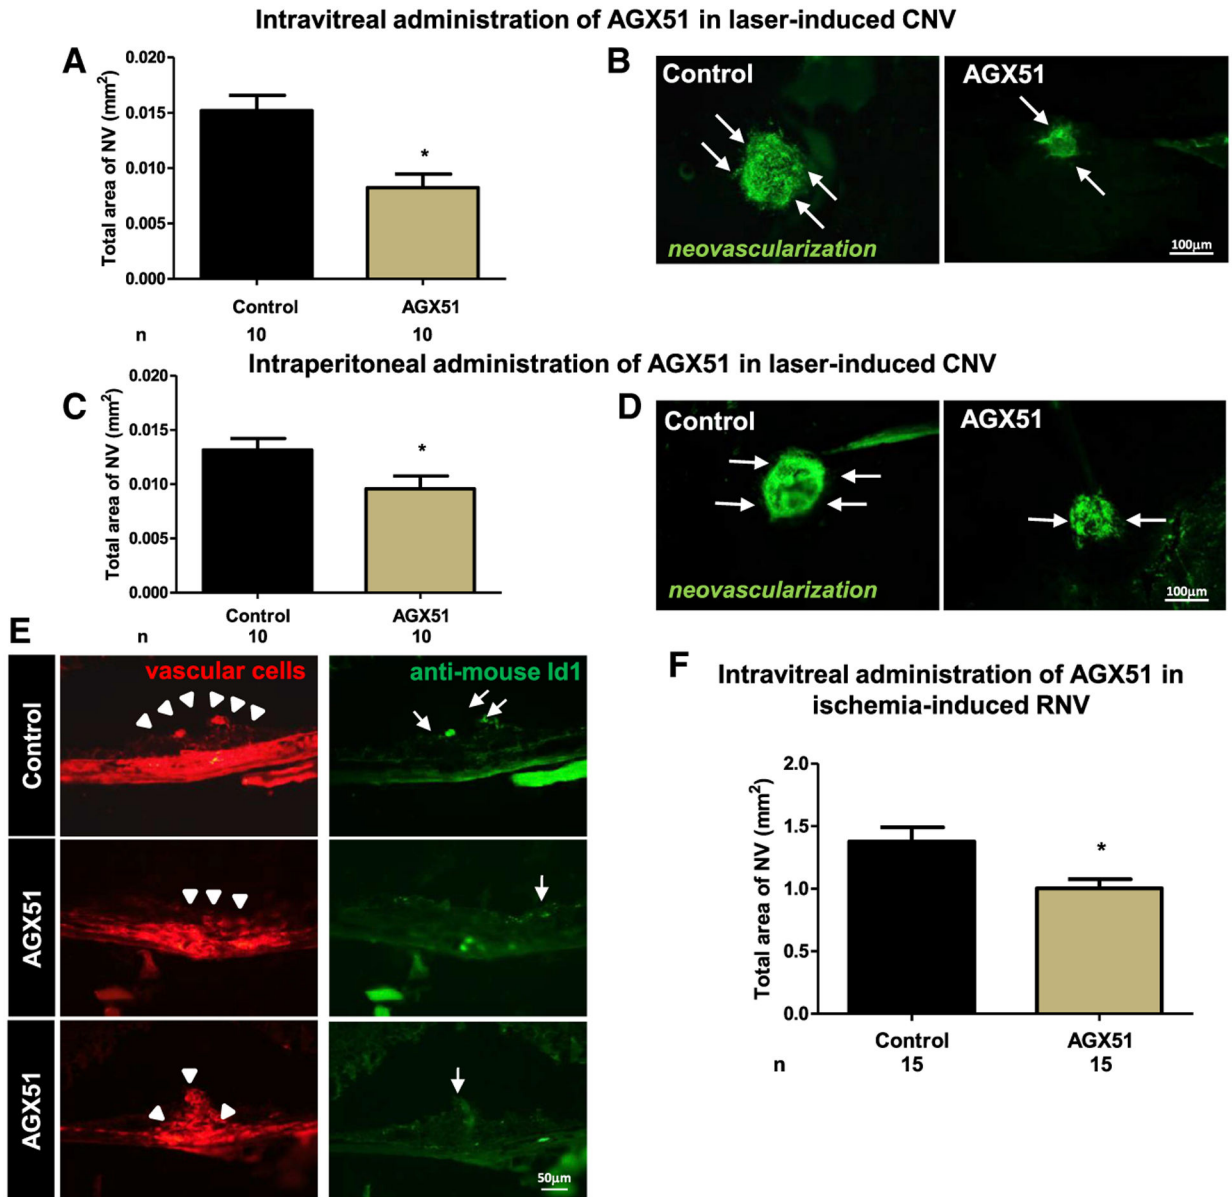 Intravitreal administration of AGX51 in laser-induced CNV
A
Total area of NV (mm²)
0.020
0.015
0.010
0.005
0.000
*
Control AGX51
n 10 10
B
Control
neovascularization
AGX51
100μm
Intraperitoneal administration of AGX51 in laser-induced CNV
C
Total area of NV (mm²)
0.020
0.015
0.010
0.005
0.000
*
Control AGX51
n 10 10
D
Control
neovascularization
AGX51
100μm
E
vascular cells anti-mouse Id1
Control
AGX51
AGX51
50μm
F
Intravitreal administration of AGX51 in
ischemia-induced RNV
Total area of NV (mm²)
2.0
1.5
1.0
0.5
0.0
*
Control AGX51
n 15 15